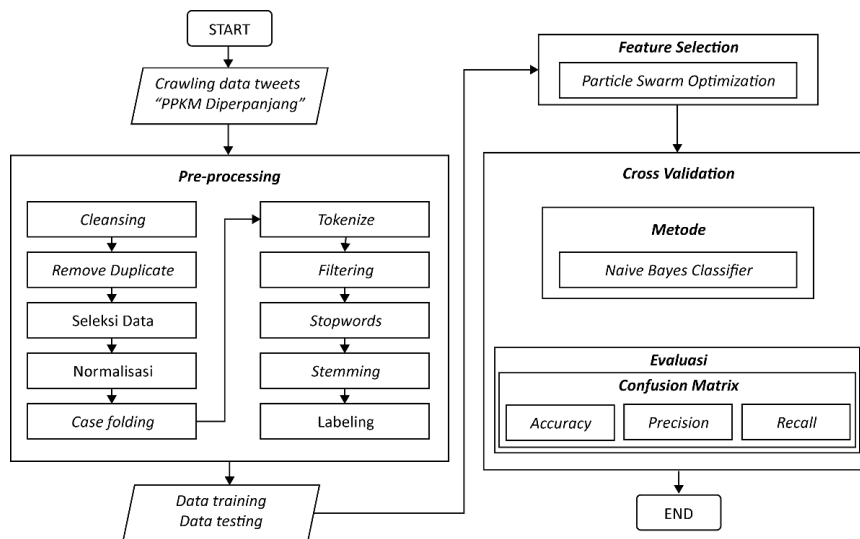 START
Crawling data tweets
“PPKM Diperpanjang”
Pre-processing
Cleansing
Remove Duplicate
Seleksi Data
Normalisasi
Case folding
Tokenize
Filtering
Stopwords
Stemming
Labeling
Data training
Data testing
Feature Selection
Particle Swarm Optimization
Cross Validation
Metode
Naive Bayes Classifier
Evaluasi
Confusion Matrix
Accuracy
Precision
Recall
END